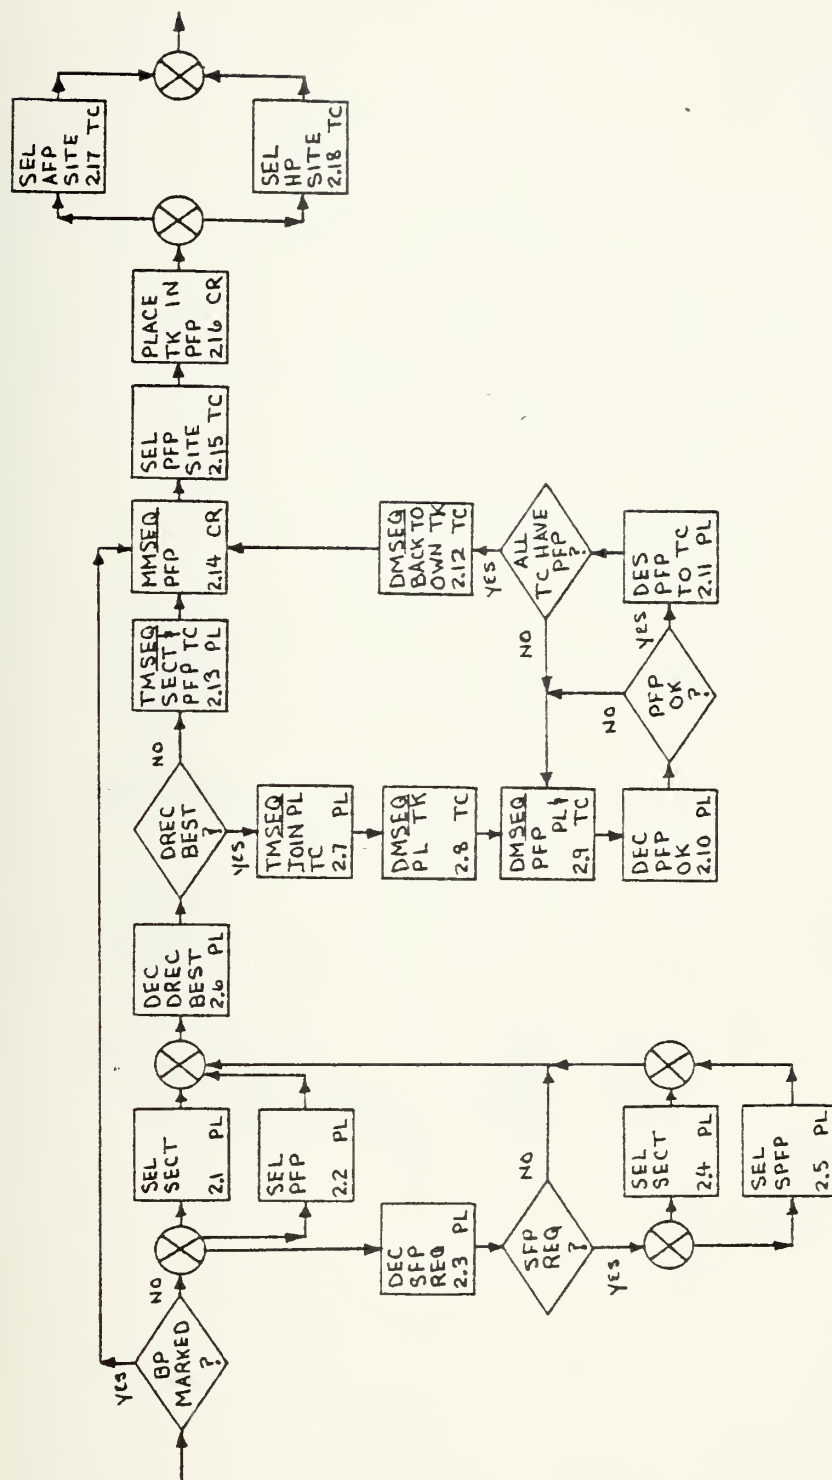 BP
MARKED
?
YES
NO
SEL
SECT
2.1 PL
SEL
PFP
2.2 PL
DEC
SFP
REQ
2.3 PL
SFP
REQ
?
NO
YES
SEL
SECT
2.4 PL
SEL
SPFP
2.5 PL
DEC
DREC
BEST
2.6 PL
DREC
BEST
?
NO
YES
TMSEQ
JOIN PL
TC
2.7 PL
DMSEQ
PL TK
2.8 TC
DMSEQ
PFP
PL↓
2.9 TC
DEC
PFP
OK
2.10 PL
PFP
OK
?
NO
YES
DES
PFP
TO TC
2.11 PL
ALL
TC HAVE
PFP
?
NO
YES
DMSEQ
BACK TO
OWN TK
2.12 TC
TMSEQ
SECT↓
PFP TC
2.13 PL
MMSEQ
PFP
2.14 CR
SEL
PFP
SITE
2.15 TC
PLACE
TK IN
PFP
2.16 CR
SEL
AFP
SITE
2.17 TC
SEL
HP
SITE
2.18 TC